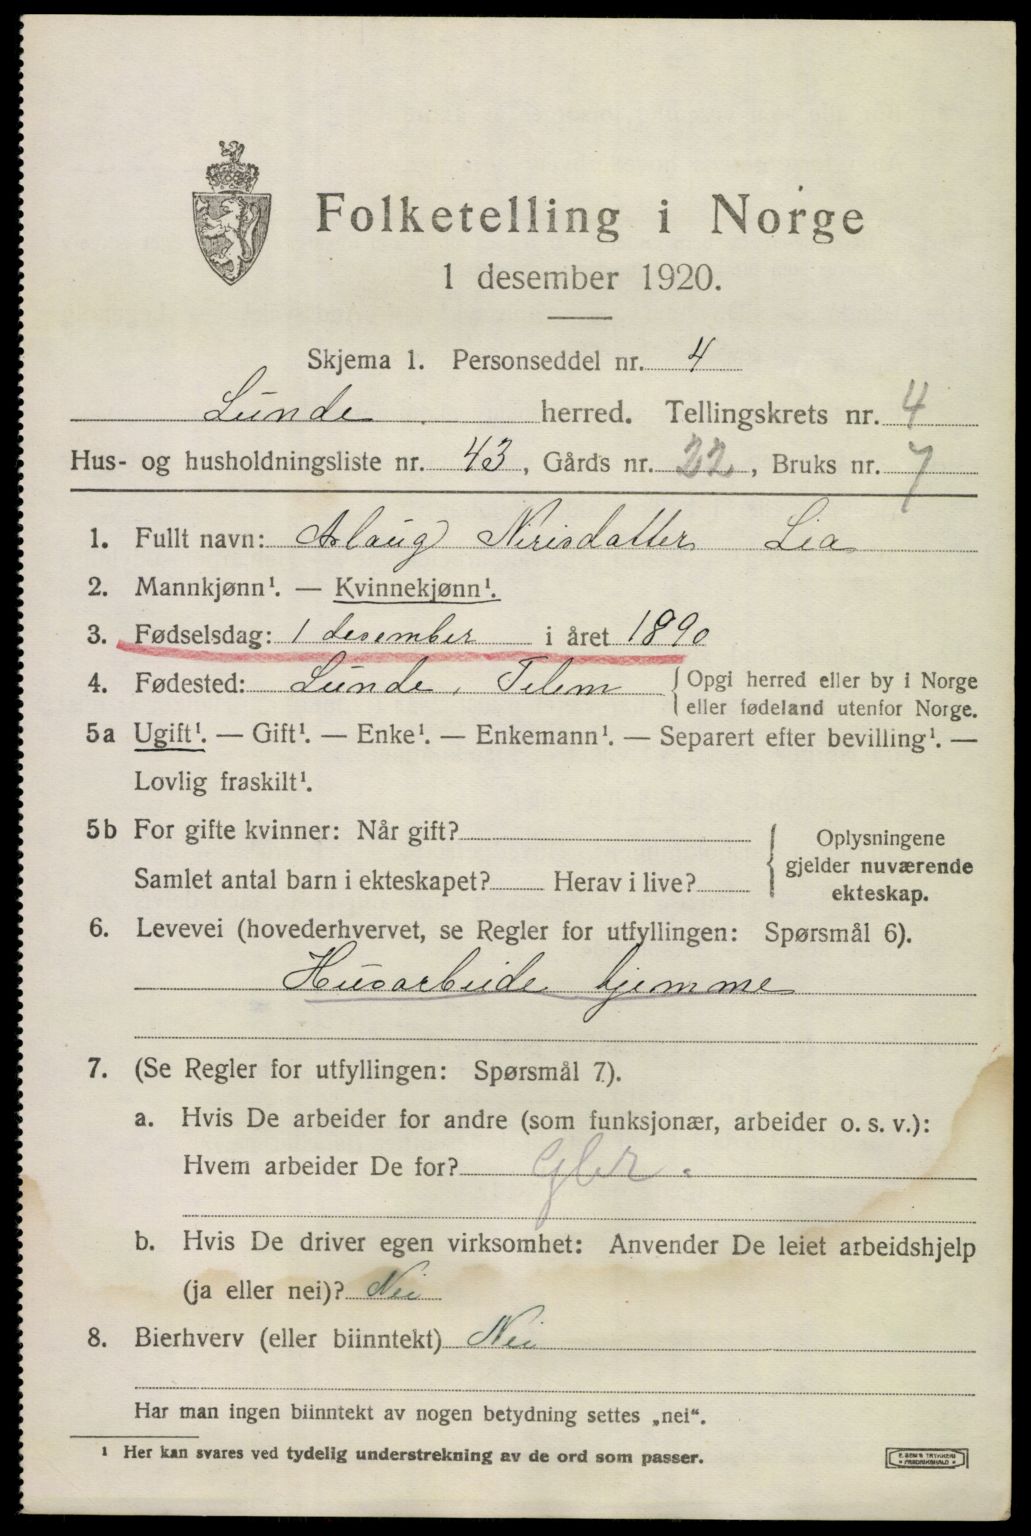 Folketelling i Norge
1 desember 1920.
Skjema 1. Personseddel nr. 4
Lunde herred. Tellingskrets nr. 4
Hus- og husholdningsliste nr. 43, Gårds nr. 22, Bruks nr. 7
1. Fullt navn: Aslaug Nirisdatter Lia
2. Mannkjønn¹. — Kvinnekjønn¹.
3. Fødselsdag: 1 desember i året 1890
4. Fødested: Lunde, Telem { Opgi herred eller by i Norge
eller fødeland utenfor Norge.
5a Ugift¹. — Gift¹. — Enke¹. — Enkemann¹. — Separert efter bevilling¹. —
Lovlig fraskilt¹.
5b For gifte kvinner: Når gift?
Samlet antal barn i ekteskapet? Herav i live?
{ Oplysningene
gjelder nuværende
ekteskap.
6. Levevei (hovederhvervet, se Regler for utfyllingen: Spørsmål 6).
Husarbeide hjemme
7. (Se Regler for utfyllingen: Spørsmål 7).
a. Hvis De arbeider for andre (som funksjonær, arbeider o. s. v.):
Hvem arbeider De for?
b. Hvis De driver egen virksomhet: Anvender De leiet arbeidshjelp
(ja eller nei)? Nei
8. Bierhverv (eller biinntekt) Nei
Har man ingen biinntekt av nogen betydning settes „nei“.
¹ Her kan svares ved tydelig understrekning av de ord som passer.